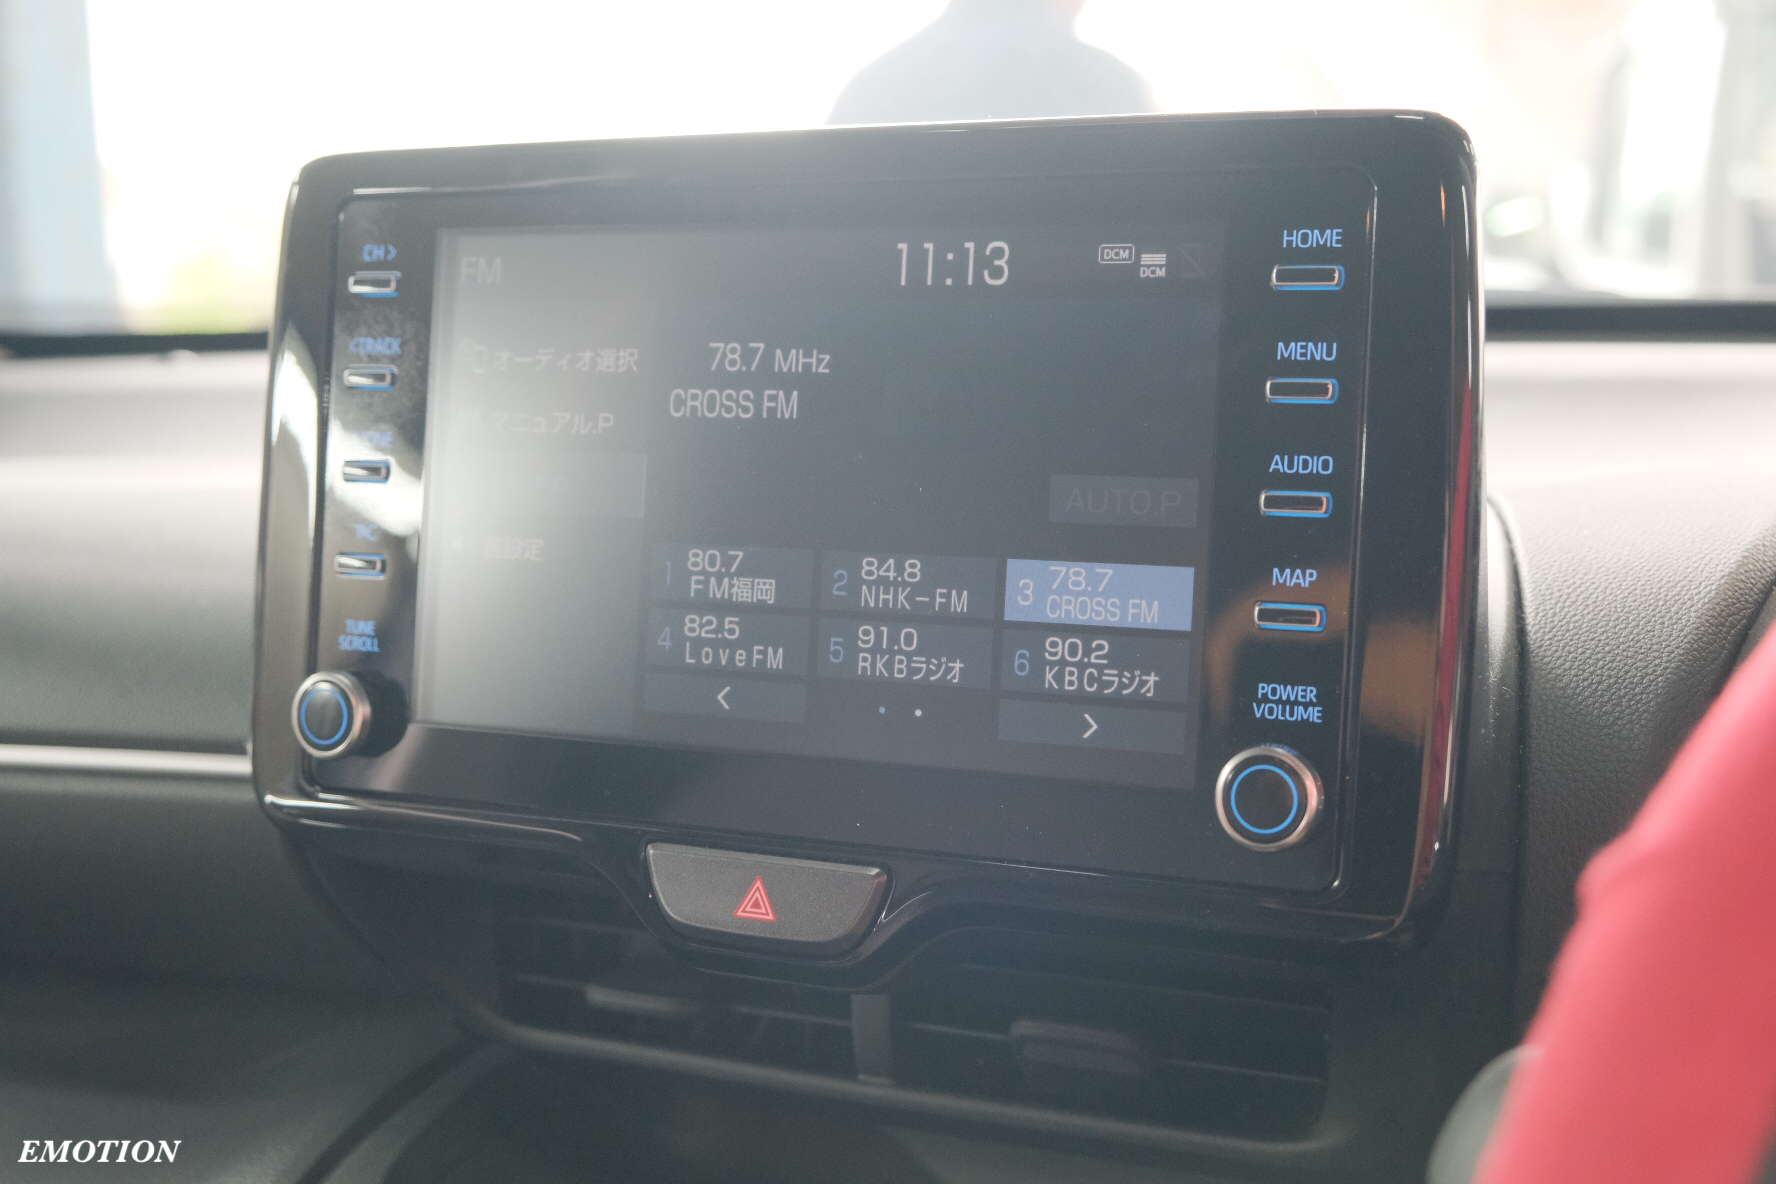 CH >
<TRACK
TUNE
SCROLL
FM
11:13
DCM
DCM
オーディオ選択
78.7 MHz
CROSS FM
マニュアル.P
AUTO.P
音設定
1 80.7
FM福岡
2 84.8
NHK-FM
3 78.7
CROSS FM
4 82.5
LoveFM
5 91.0
RKBラジオ
6 90.2
KBCラジオ
<
>
HOME
MENU
AUDIO
MAP
POWER
VOLUME
EMOTION